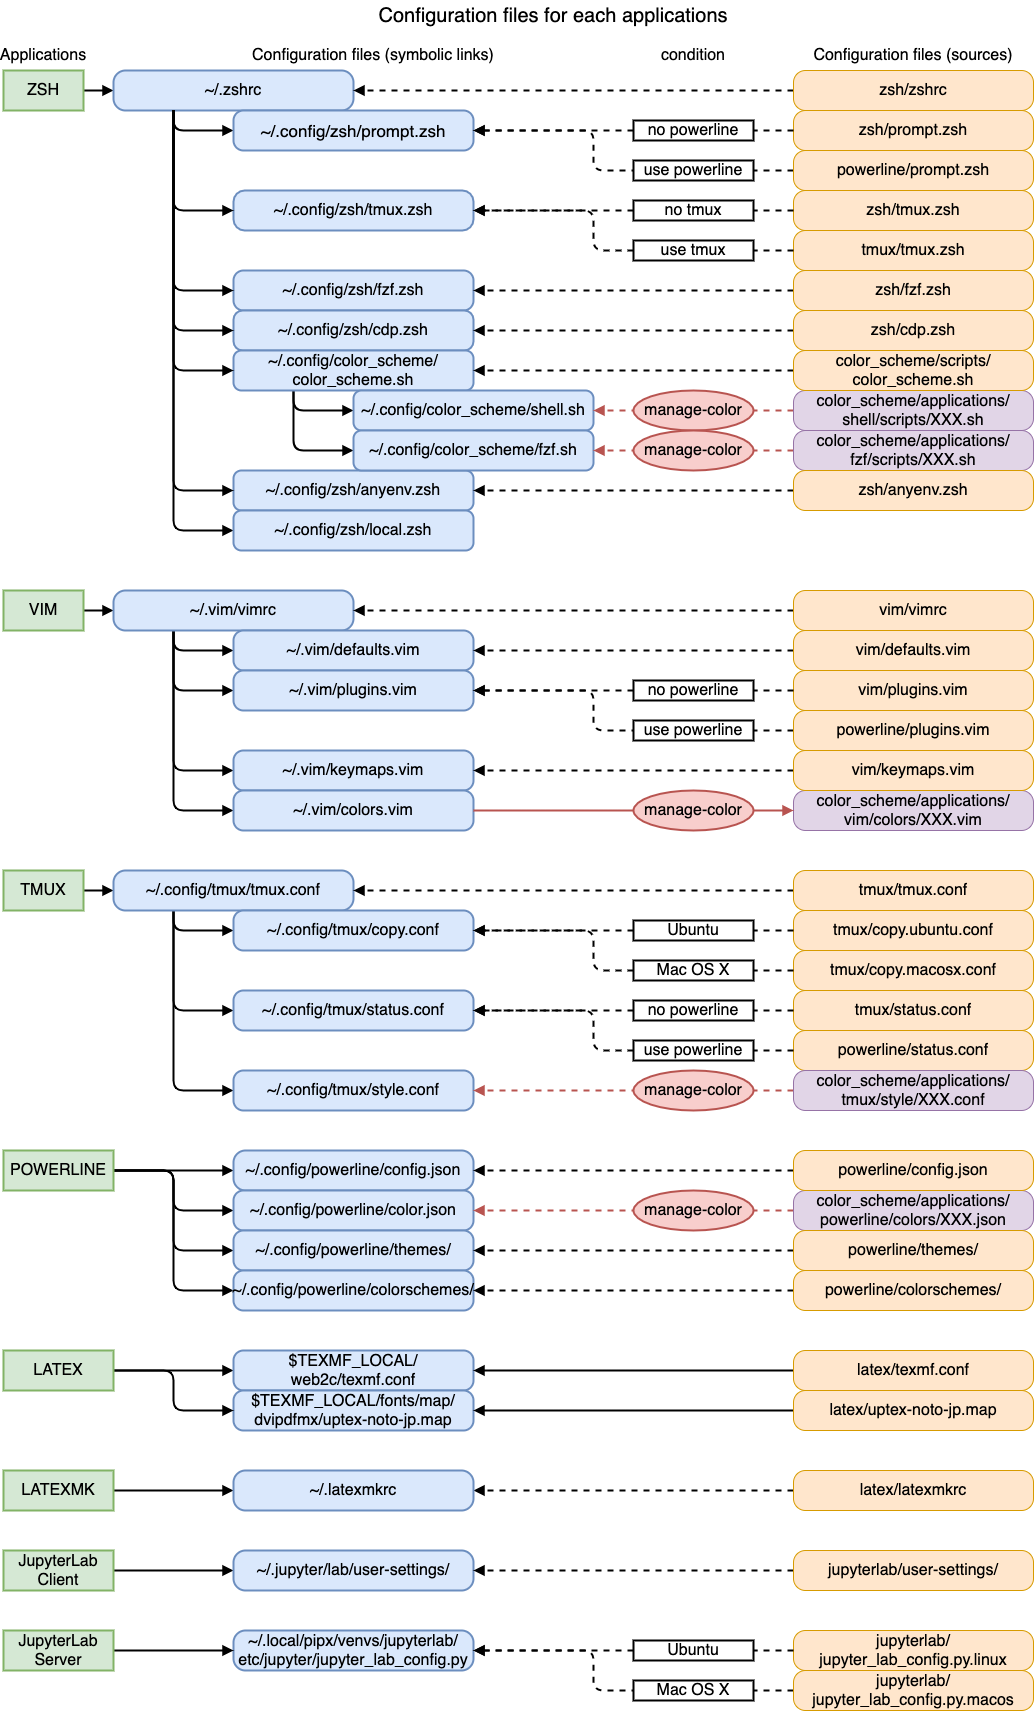 Configuration files for each applications
Applications
Configuration files (symbolic links)
condition
Configuration files (sources)
ZSH
~/.zshrc
zsh/zshrc
~/.config/zsh/prompt.zsh
no powerline
zsh/prompt.zsh
use powerline
powerline/prompt.zsh
~/.config/zsh/tmux.zsh
no tmux
zsh/tmux.zsh
use tmux
tmux/tmux.zsh
~/.config/zsh/fzf.zsh
zsh/fzf.zsh
~/.config/zsh/cdp.zsh
zsh/cdp.zsh
~/.config/color_scheme/
color_scheme.sh
color_scheme/scripts/
color_scheme.sh
~/.config/color_scheme/shell.sh
manage-color
color_scheme/applications/
shell/scripts/XXX.sh
~/.config/color_scheme/fzf.sh
manage-color
color_scheme/applications/
fzf/scripts/XXX.sh
~/.config/zsh/anyenv.zsh
zsh/anyenv.zsh
~/.config/zsh/local.zsh
VIM
~/.vim/vimrc
vim/vimrc
~/.vim/defaults.vim
vim/defaults.vim
~/.vim/plugins.vim
no powerline
vim/plugins.vim
use powerline
powerline/plugins.vim
~/.vim/keymaps.vim
vim/keymaps.vim
~/.vim/colors.vim
manage-color
color_scheme/applications/
vim/colors/XXX.vim
TMUX
~/.config/tmux/tmux.conf
tmux/tmux.conf
~/.config/tmux/copy.conf
Ubuntu
tmux/copy.ubuntu.conf
Mac OS X
tmux/copy.macosx.conf
~/.config/tmux/status.conf
no powerline
tmux/status.conf
use powerline
powerline/status.conf
~/.config/tmux/style.conf
manage-color
color_scheme/applications/
tmux/style/XXX.conf
POWERLINE
~/.config/powerline/config.json
powerline/config.json
~/.config/powerline/color.json
manage-color
color_scheme/applications/
powerline/colors/XXX.json
~/.config/powerline/themes/
powerline/themes/
~/.config/powerline/colorschemes/
powerline/colorschemes/
LATEX
$TEXMF_LOCAL/
web2c/texmf.conf
latex/texmf.conf
$TEXMF_LOCAL/fonts/map/
dvipdfmx/uptex-noto-jp.map
latex/uptex-noto-jp.map
LATEXMK
~/.latexmkrc
latex/latexmkrc
JupyterLab
Client
~/.jupyter/lab/user-settings/
jupyterlab/user-settings/
JupyterLab
Server
~/.local/pipx/venvs/jupyterlab/
etc/jupyter/jupyter_lab_config.py
Ubuntu
jupyterlab/
jupyter_lab_config.py.linux
Mac OS X
jupyterlab/
jupyter_lab_config.py.macos